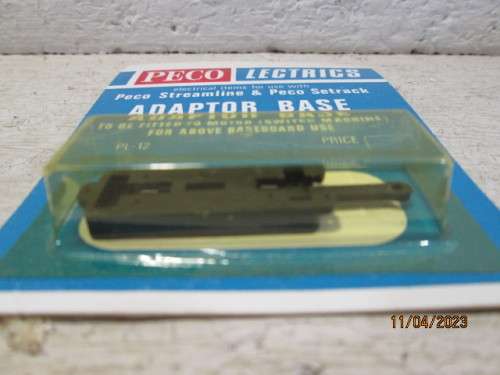 PECO LECTRICS
electrical items for use with
Peco Streamline & Peco Setrack
ADAPTOR BASE
TO BE FITTED TO MOTOR (SWITCH MACHINE)
FOR ABOVE BASEBOARD USE
PL-12 PRICE
11/04/2023